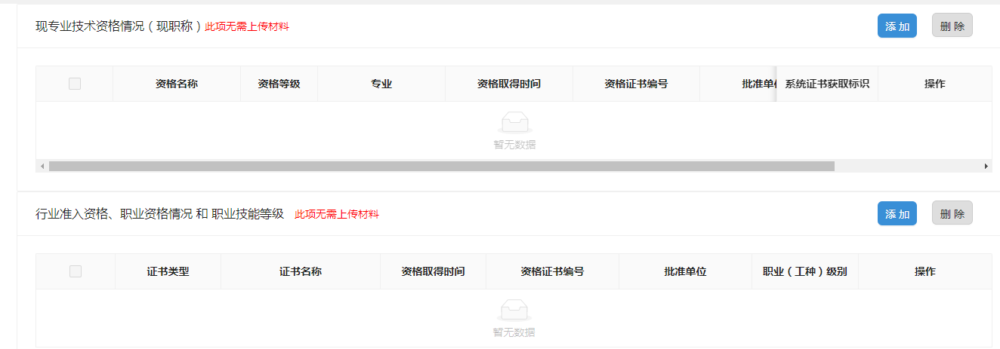 现专业技术资格情况（现职称）此项无需上传材料 添 加 删 除
资格名称 资格等级 专业 资格取得时间 资格证书编号 批准单 系统证书获取标识 操作
暂无数据
行业准入资格、职业资格情况 和 职业技能等级 此项无需上传材料 添 加 删 除
证书类型 证书名称 资格取得时间 资格证书编号 批准单位 职业（工种）级别 操作
暂无数据